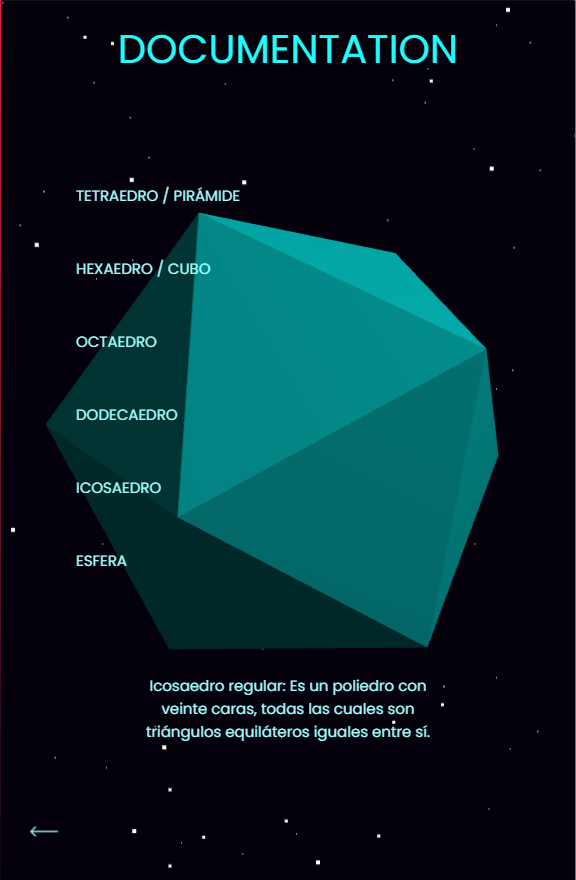 DOCUMENTATION
TETRAEDRO / PIRÁMIDE
HEXAEDRO / CUBO
OCTAEDRO
DODECAEDRO
ICOSAEDRO
ESFERA
Icosaedro regular: Es un poliedro con
veinte caras, todas las cuales son
triángulos equiláteros iguales entre sí.